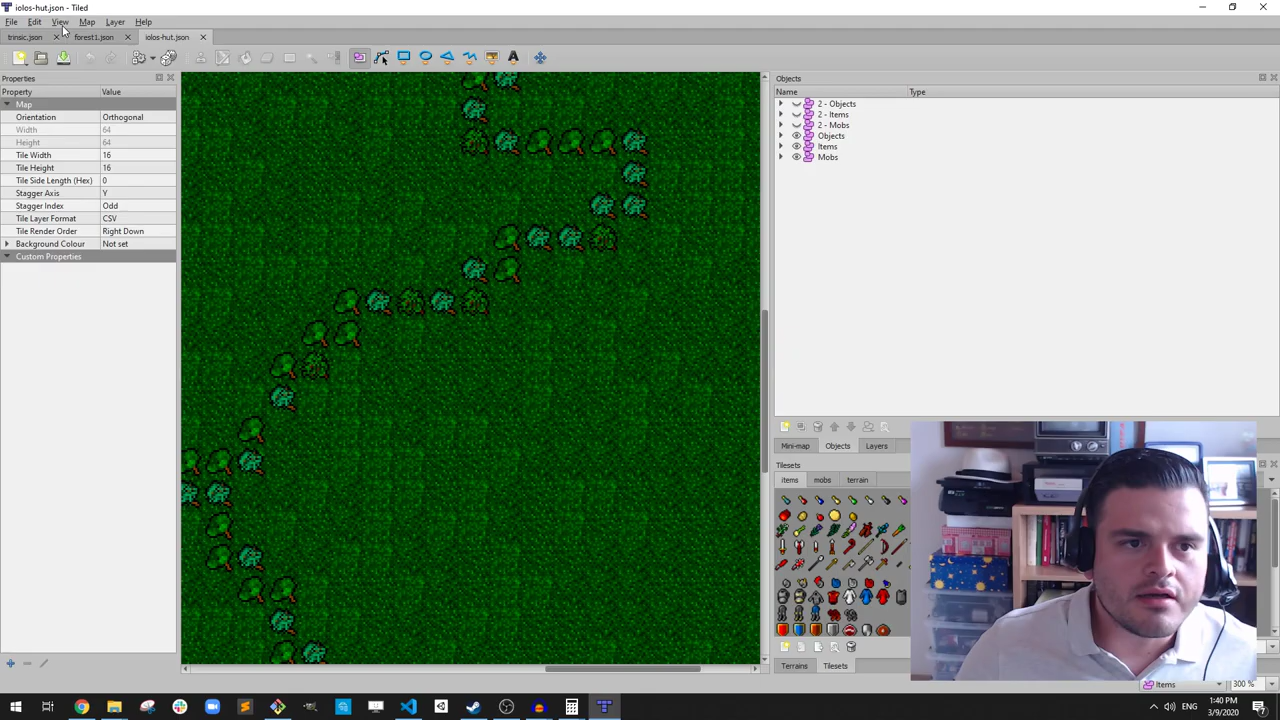 iolos-hut.json - Tiled
File Edit View Map Layer Help
trinsic.json forest1.json iolos-hut.json
Properties
Property Value
Map
Orientation Orthogonal
Width 64
Height 64
Tile Width 16
Tile Height 16
Tile Side Length (Hex) 0
Stagger Axis Y
Stagger Index Odd
Tile Layer Format CSV
Tile Render Order Right Down
Background Colour Not set
Custom Properties
Objects
Name Type
2 - Objects
2 - Items
2 - Mobs
Objects
Items
Mobs
Mini-map Objects Layers
Tilesets
items mobs terrain
Terrains Tilesets
Items 300 %
1:40 PM
3/9/2020